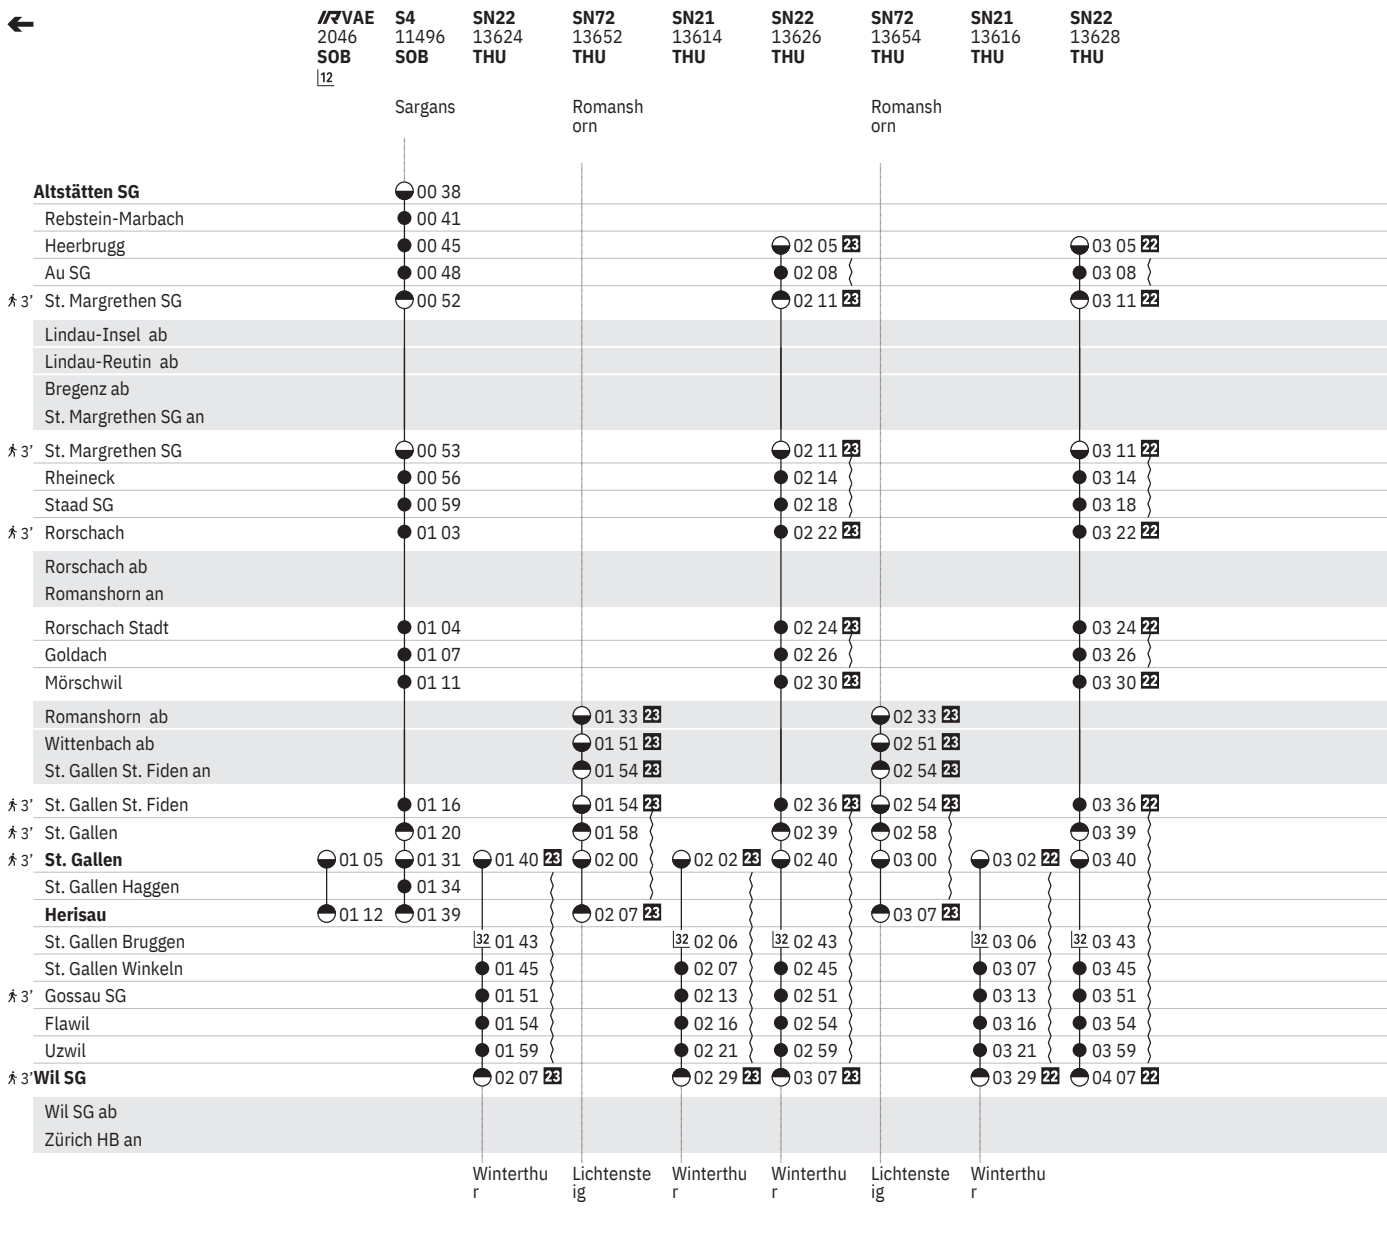 VAE S4 SN22 SN72 SN21 SN22 SN72 SN21 SN22
2046 11496 13624 13652 13614 13626 13654 13616 13628
SOB SOB THU THU THU THU THU THU THU
12
Sargans Romansh Romansh
orn orn
Altstätten SG 00 38
Rebstein-Marbach 00 41
Heerbrugg 00 45 02 05 23 03 05 22
Au SG 00 48 02 08 03 08
3’ St. Margrethen SG 00 52 02 11 23 03 11 22
Lindau-Insel ab
Lindau-Reutin ab
Bregenz ab
St. Margrethen SG an
3’ St. Margrethen SG 00 53 02 11 23 03 11 22
Rheineck 00 56 02 14 03 14
Staad SG 00 59 02 18 03 18
3’ Rorschach 01 03 02 22 23 03 22 22
Rorschach ab
Romanshorn an
Rorschach Stadt 01 04 02 24 23 03 24 22
Goldach 01 07 02 26 03 26
Mörschwil 01 11 02 30 23 03 30 22
Romanshorn ab 01 33 23 02 33 23
Wittenbach ab 01 51 23 02 51 23
St. Gallen St. Fiden an 01 54 23 02 54 23
3’ St. Gallen St. Fiden 01 16 01 54 23 02 36 23 02 54 23 03 36 22
3’ St. Gallen 01 20 01 58 02 39 02 58 03 39
3’ St. Gallen 01 05 01 31 01 40 23 02 00 02 02 23 02 40 03 00 03 02 22 03 40
St. Gallen Haggen 01 34
Herisau 01 12 01 39 02 07 23 03 07 23
St. Gallen Bruggen 32 01 43 32 02 06 32 02 43 32 03 06 32 03 43
St. Gallen Winkeln 01 45 02 07 02 45 03 07 03 45
3’ Gossau SG 01 51 02 13 02 51 03 13 03 51
Flawil 01 54 02 16 02 54 03 16 03 54
Uzwil 01 59 02 21 02 59 03 21 03 59
3’ Wil SG 02 07 23 02 29 23 03 07 23 03 29 22 04 07 22
Wil SG ab
Zürich HB an
Winterthu Lichtenste Winterthu Winterthu Lichtenste Winterthu
r ig r r ig r